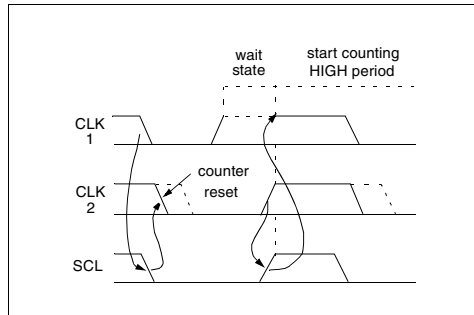 wait
state
start counting
HIGH period
CLK
1
counter
reset
CLK
2
SCL